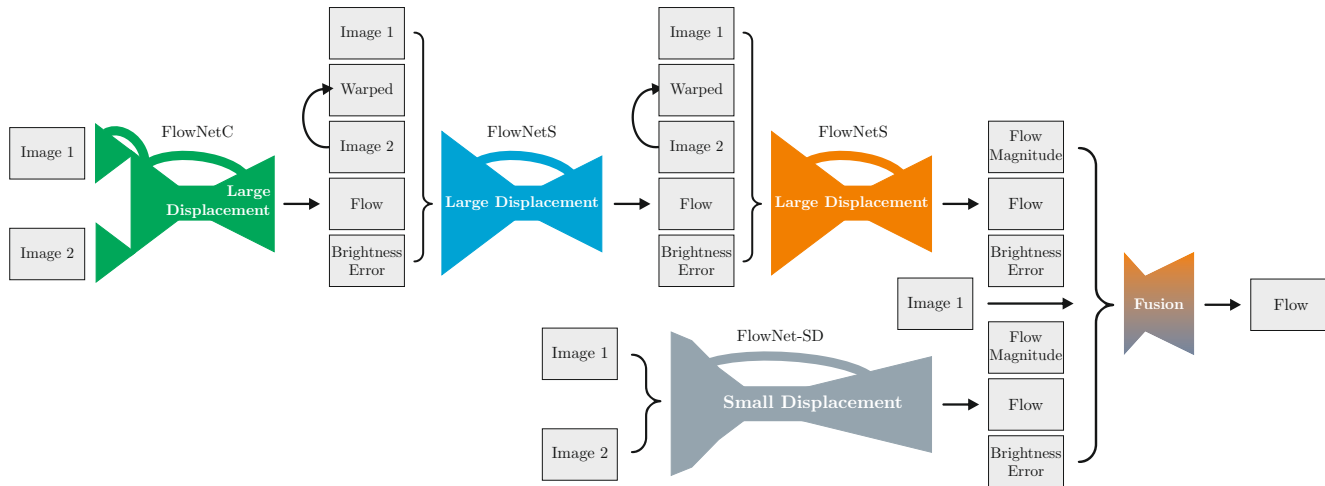 Image 1
Image 2
FlowNetC
Large
Displacement
Image 1
Warped
Image 2
Flow
Brightness
Error
FlowNetS
Large Displacement
Image 1
Warped
Image 2
Flow
Brightness
Error
FlowNetS
Large Displacement
Flow
Magnitude
Flow
Brightness
Error
Image 1
Image 1
Image 2
FlowNet-SD
Small Displacement
Flow
Magnitude
Flow
Brightness
Error
Fusion
Flow